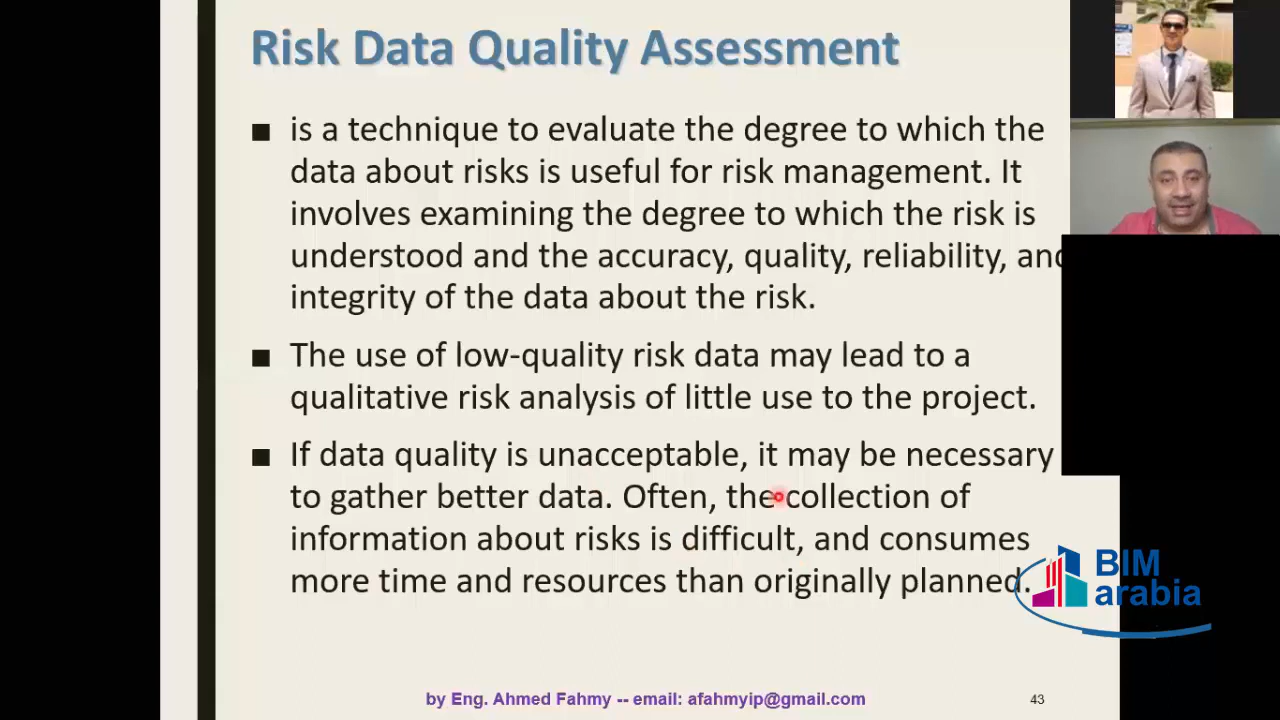 Risk Data Quality Assessment
■ is a technique to evaluate the degree to which the
data about risks is useful for risk management. It
involves examining the degree to which the risk is
understood and the accuracy, quality, reliability, and
integrity of the data about the risk.
■ The use of low-quality risk data may lead to a
qualitative risk analysis of little use to the project.
■ If data quality is unacceptable, it may be necessary
to gather better data. Often, the collection of
information about risks is difficult, and consumes
more time and resources than originally planned.
BIM
arabia
by Eng. Ahmed Fahmy -- email: afahmyip@gmail.com
43